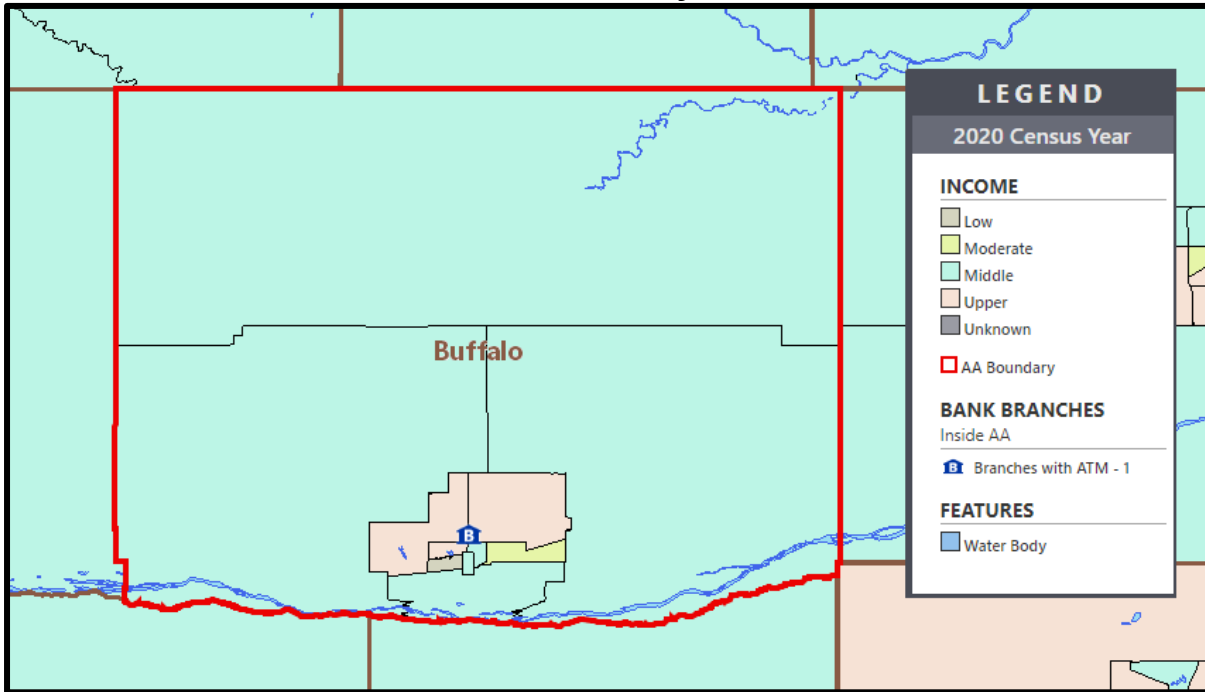 LEGEND
2020 Census Year
INCOME
Low
Moderate
Middle
Upper
Unknown
AA Boundary
BANK BRANCHES
Inside AA
B Branches with ATM - 1
FEATURES
Water Body
Buffalo
B